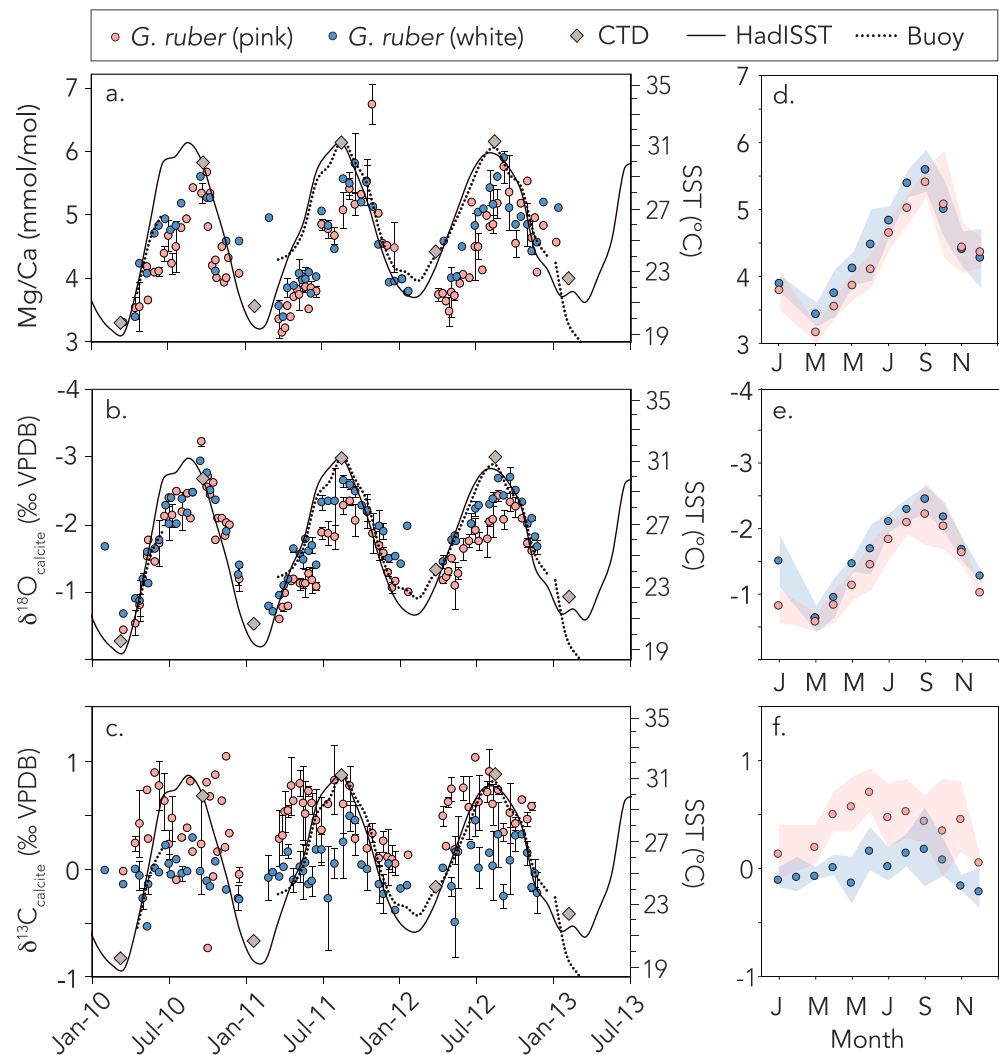 G. ruber (pink) G. ruber (white) CTD HadISST Buoy
a.
Mg/Ca (mmol/mol)
7
6
5
4
3
35
31
27
23
19
SST (°C)
d.
7
6
5
4
3
J M M J S N
b.
δ18Ocalcite (‰ VPDB)
-4
-3
-2
-1
35
31
27
23
19
SST (°C)
e.
-4
-3
-2
-1
J M M J S N
c.
δ13Ccalcite (‰ VPDB)
1
0
-1
35
31
27
23
19
SST (°C)
Jan-10 Jul-10 Jan-11 Jul-11 Jan-12 Jul-12 Jan-13 Jul-13
f.
1
0
-1
J M M J S N
Month